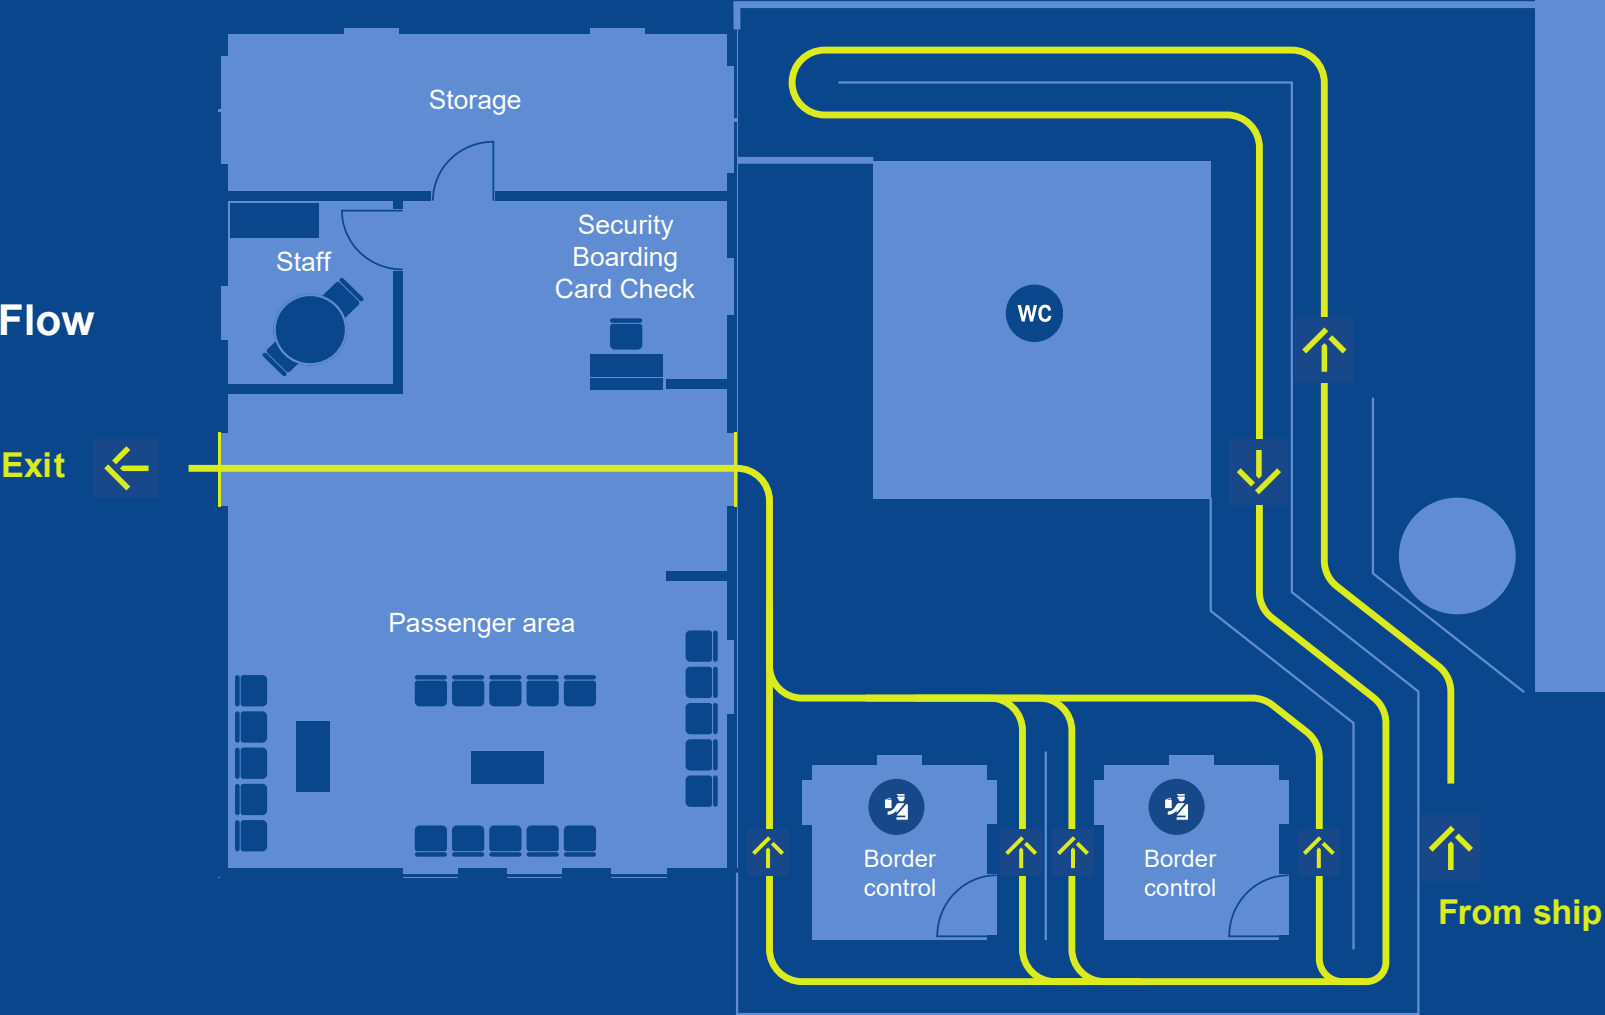 Storage
Security
Boarding
Card Check
Staff
WC
Flow
Exit
Passenger area
Border
control
Border
control
From ship